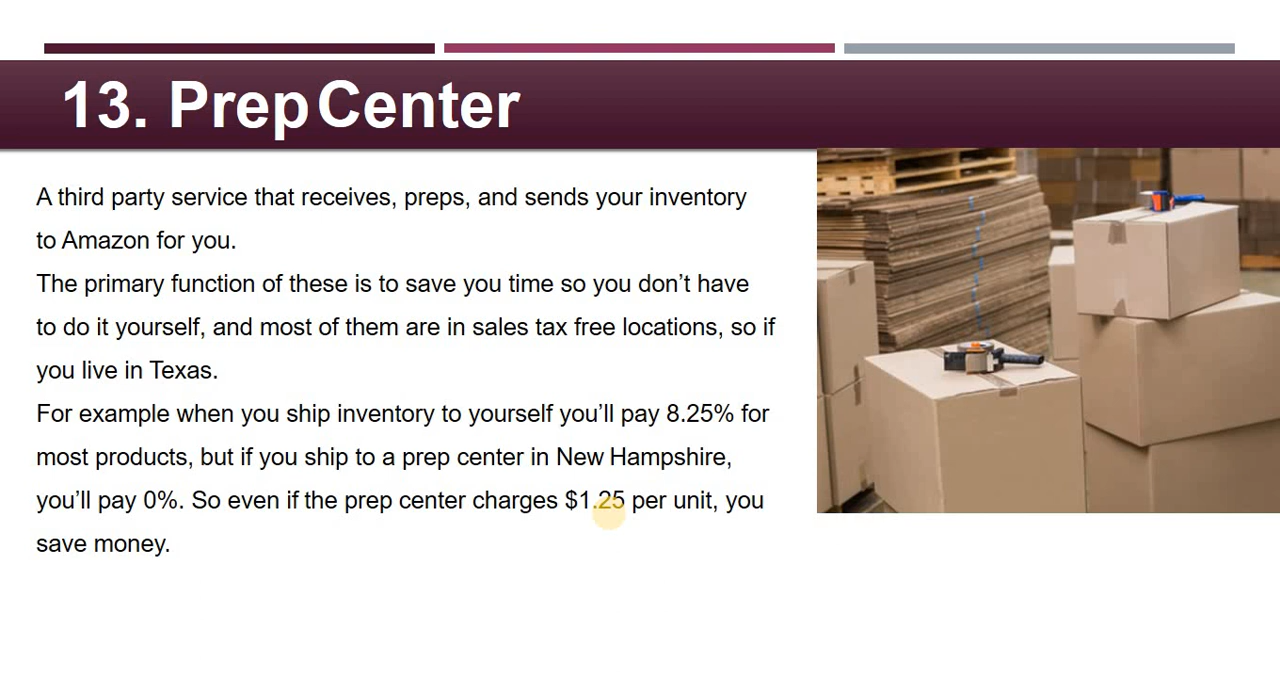 13. Prep Center
A third party service that receives, preps, and sends your inventory
to Amazon for you.
The primary function of these is to save you time so you don’t have
to do it yourself, and most of them are in sales tax free locations, so if
you live in Texas.
For example when you ship inventory to yourself you’ll pay 8.25% for
most products, but if you ship to a prep center in New Hampshire,
you’ll pay 0%. So even if the prep center charges $1.25 per unit, you
save money.